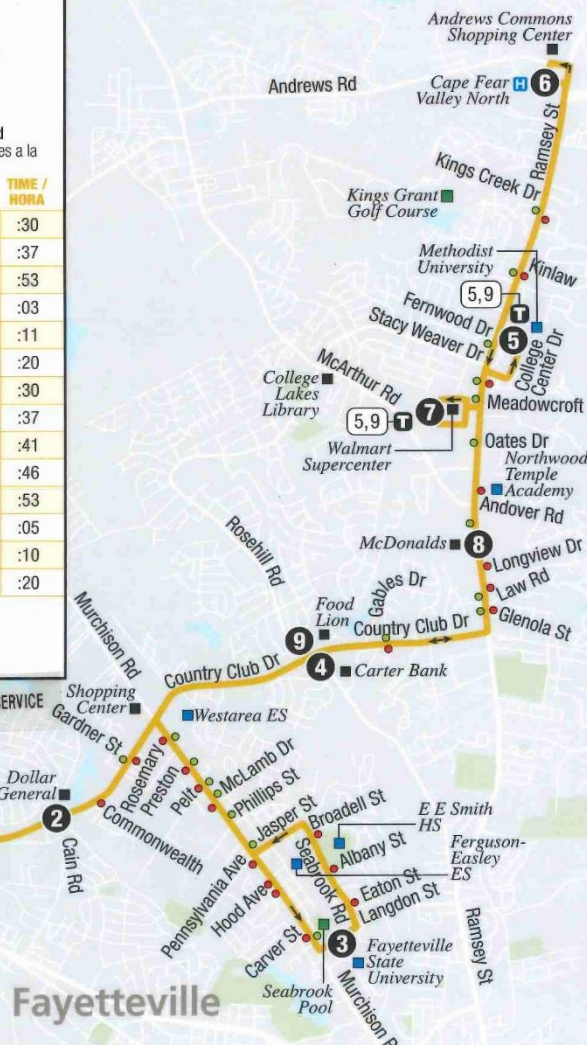 d
es a la
TIME /
HORA
:30
:37
:53
:03
:11
:20
:30
:37
:41
:46
:53
:05
:10
:20
SERVICE
Andrews Commons
Shopping Center
Andrews Rd
Cape Fear
Valley North
H
6
Ramsey St
Kings Creek Dr
Kings Grant
Golf Course
Methodist
University
Kinlaw
5,9
T
Fernwood Dr
Stacy Weaver Dr
5
College
Center Dr
McArthur Rd
College
Lakes
Library
7
Meadowcroft
5,9
T
Walmart
Supercenter
Oates Dr
Northwood
Temple
Academy
Andover Rd
McDonalds
8
Rosehill Rd
Longview Dr
Gables Dr
Law Rd
Food
Lion
Glenola St
9
Country Club Dr
4
Carter Bank
Murchison Rd
Country Club Dr
Shopping
Center
Westarea ES
Gardner St
Rosemary
Preston
Pelt
McLamb Dr
Phillips St
Dollar
General
2
Commonwealth
Cain Rd
Jasper St
Broadell St
E E Smith
HS
Seabrook Rd
Albany St
Ferguson-
Easley
ES
Pennsylvania Ave
Hood Ave
Eaton St
Langdon St
Carver St
3
Fayetteville
State
University
Ramsey St
Seabrook
Pool
Murchison R
Fayetteville